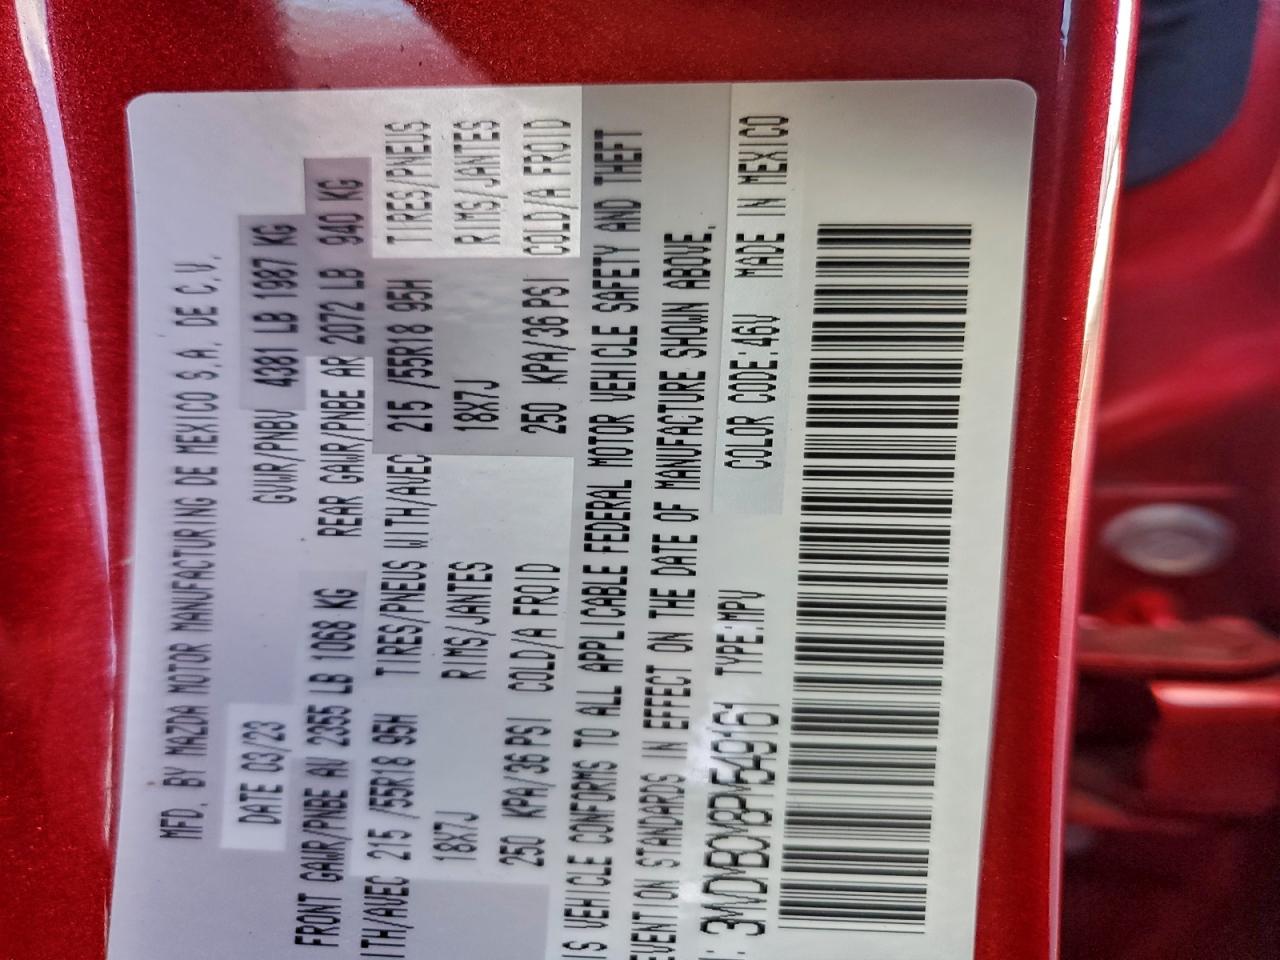 MFD. BY MAZDA MOTOR MANUFACTURING DE MEXICO S.A. DE C.V.
DATE 03/23 GVWR/PNBV 4381 LB 1987 KG
FRONT GAWR/PNBE AV 2355 LB 1068 KG REAR GAWR/PNBE AR 2072 LB 940 KG
ITH/AVEC 215 /55R18 95H TIRES/PNEUS WITH/AVEC 215 /55R18 95H TIRES/PNEUS
18X7J RIMS/JANTES 18X7J RIMS/JANTES
250 KPA/36 PSI COLD/A FROID 250 KPA/36 PSI COLD/A FROID
IS VEHICLE CONFORMS TO ALL APPLICABLE FEDERAL MOTOR VEHICLE SAFETY AND THEFT
EVENTION STANDARDS IN EFFECT ON THE DATE OF MANUFACTURE SHOWN ABOVE.
: TYPE:MPV COLOR CODE:46V MADE IN MEXICO